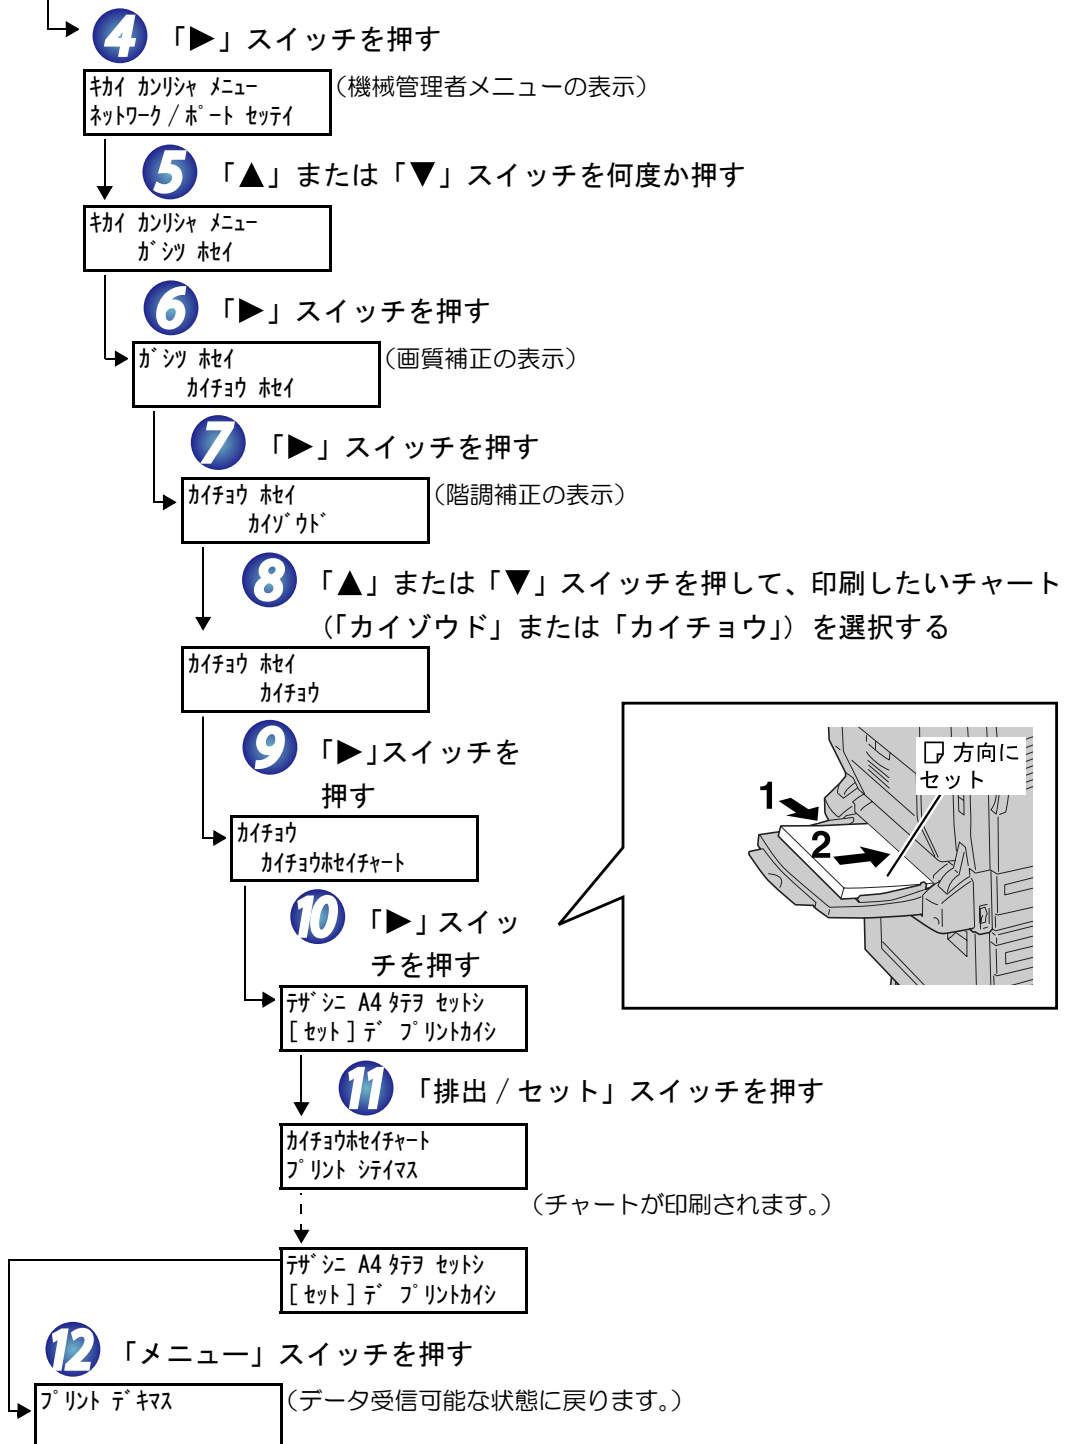 4 「▶」スイッチを押す
ｷｶｲ ｶﾝﾘｼｬ ﾒﾆｭｰ
（機械管理者メニューの表示）
ﾈｯﾄﾜｰｸ / ﾎﾟｰﾄ ｾｯﾃｲ
5 「▲」または「▼」スイッチを何度か押す
ｷｶｲ ｶﾝﾘｼｬ ﾒﾆｭｰ
ｶﾞｼﾂ ﾎｾｲ
6 「▶」スイッチを押す
ｶﾞｼﾂ ﾎｾｲ
（画質補正の表示）
ｶｲﾁｮｳ ﾎｾｲ
7 「▶」スイッチを押す
ｶｲﾁｮｳ ﾎｾｲ
（階調補正の表示）
ｶｲｿﾞｳﾄﾞ
8 「▲」または「▼」スイッチを押して、印刷したいチャート
（「カイゾウド」または「カイチョウ」）を選択する
ｶｲﾁｮｳ ﾎｾｲ
ｶｲﾁｮｳ
9 「▶」スイッチを
押す
ｶｲﾁｮｳ
ｶｲﾁｮｳﾎｾｲﾁｬｰﾄ
方向に
セット
1
2
10 「▶」スイッ
チを押す
ﾃｻﾞｼﾆ A4 ﾀﾃｦ ｾｯﾄｼ
[ ｾｯﾄ ] ﾃﾞ ﾌﾟﾘﾝﾄｶｲｼ
11 「排出 / セット」スイッチを押す
ｶｲﾁｮｳﾎｾｲﾁｬｰﾄ
ﾌﾟﾘﾝﾄ ｼﾃｲﾏｽ
（チャートが印刷されます。）
ﾃｻﾞｼﾆ A4 ﾀﾃｦ ｾｯﾄｼ
[ ｾｯﾄ ] ﾃﾞ ﾌﾟﾘﾝﾄｶｲｼ
12 「メニュー」スイッチを押す
ﾌﾟﾘﾝﾄ ﾃﾞｷﾏｽ
（データ受信可能な状態に戻ります。）